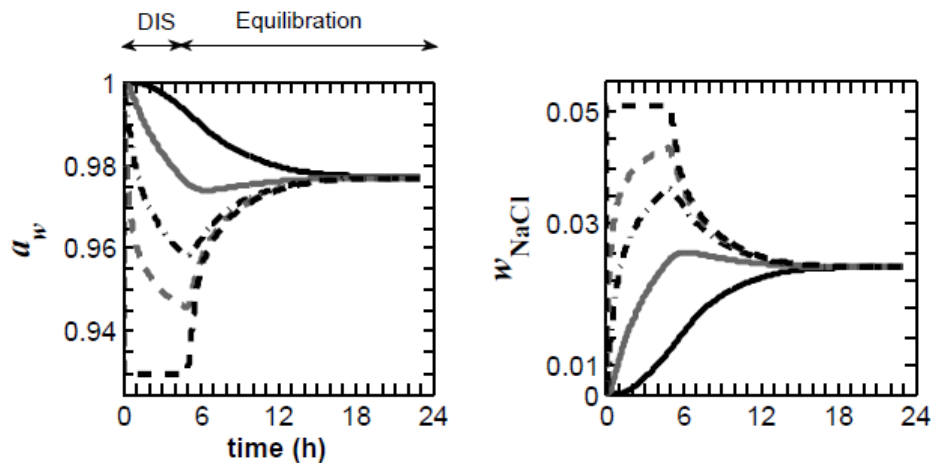 DIS Equilibration
1
0.98
0.96
0.94
a_w
0 6 12 18 24
time (h)
0.05
0.03
0.01
0
w_NaCl
0 6 12 18 24